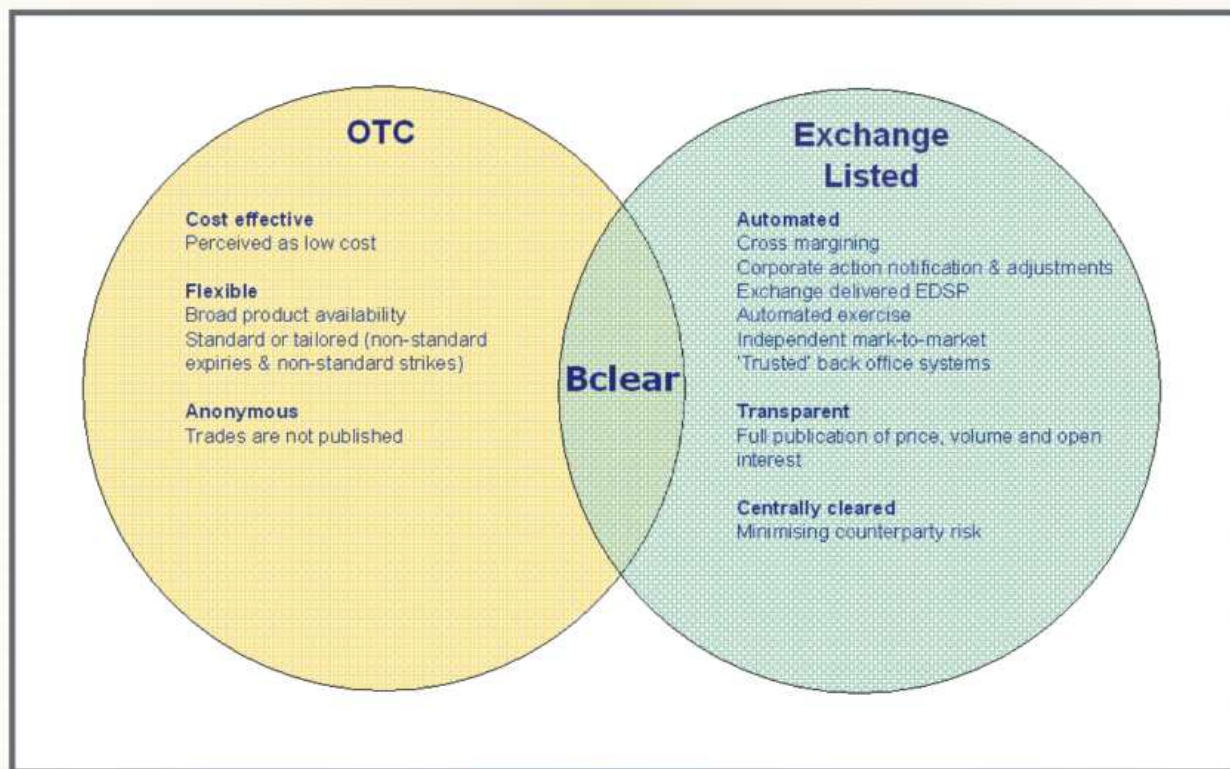 OTC
Cost effective
Perceived as low cost
Flexible
Broad product availability
Standard or tailored (non-standard
expiries & non-standard strikes)
Anonymous
Trades are not published
Bclear
Exchange
Listed
Automated
Cross margining
Corporate action notification & adjustments
Exchange delivered EDSP
Automated exercise
Independent mark-to-market
'Trusted' back office systems
Transparent
Full publication of price, volume and open
interest
Centrally cleared
Minimising counterparty risk